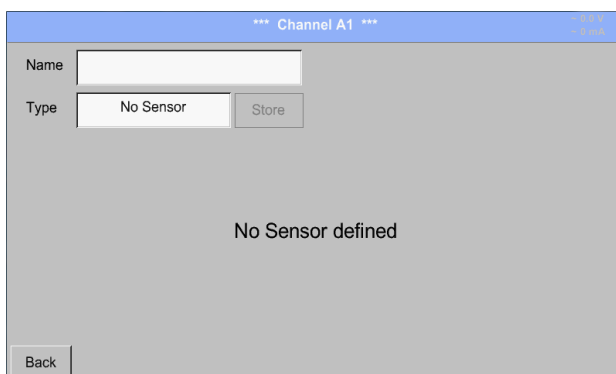 *** Channel A1 ***
~ 0.0 V
~ 0 mA
Name
Type No Sensor Store
No Sensor defined
Back